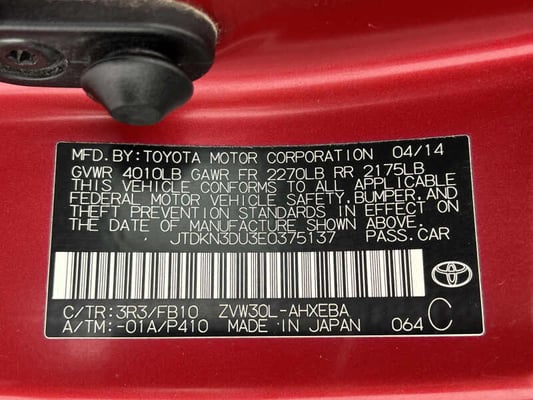 MFD. BY: TOYOTA MOTOR CORPORATION 04/14
GVWR 4010LB GAWR FR 2270LB RR 2175LB
THIS VEHICLE CONFORMS TO ALL APPLICABLE
FEDERAL MOTOR VEHICLE SAFETY, BUMPER, AND
THEFT PREVENTION STANDARDS IN EFFECT ON
THE DATE OF MANUFACTURE SHOWN ABOVE.
JTDKN3DU3E0375137 PASS. CAR
C/TR: 3R3/FB10 ZVW30L-AHXEBA
A/TM: -01A/P410 MADE IN JAPAN 064 C